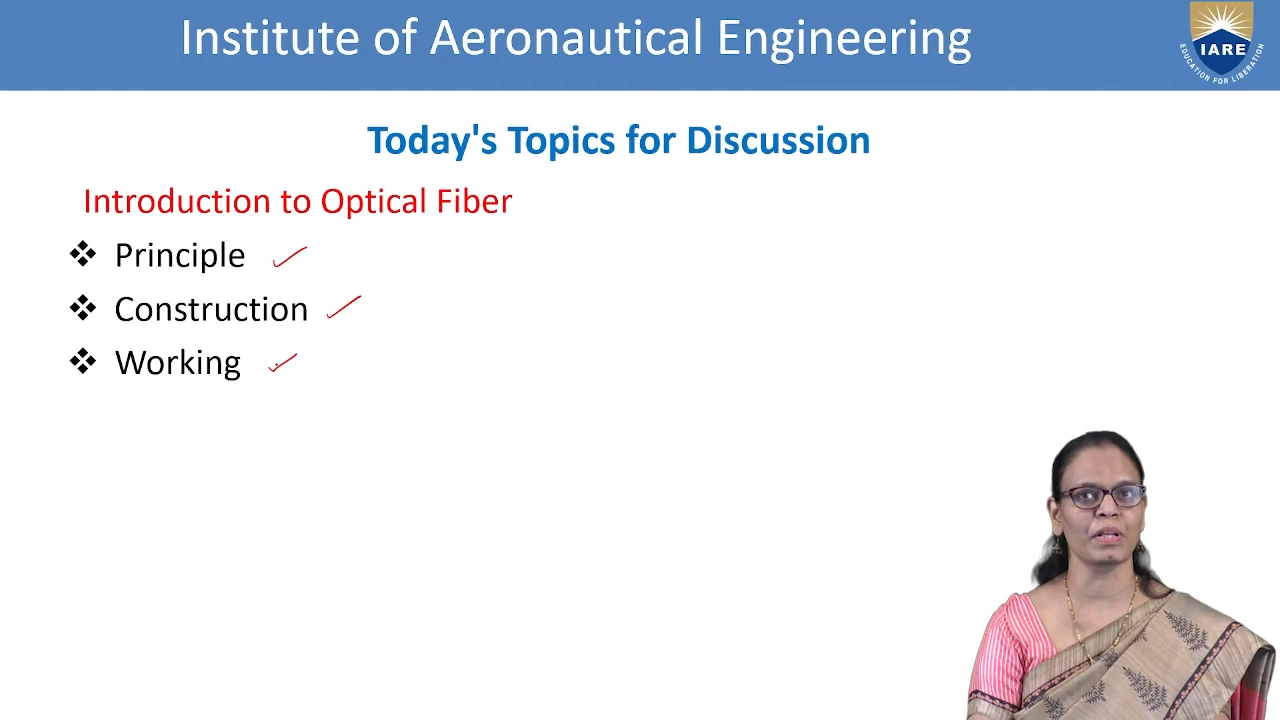 Institute of Aeronautical Engineering
IARE
EDUCATION FOR LIBERATION
Today's Topics for Discussion
Introduction to Optical Fiber
❖ Principle
❖ Construction
❖ Working